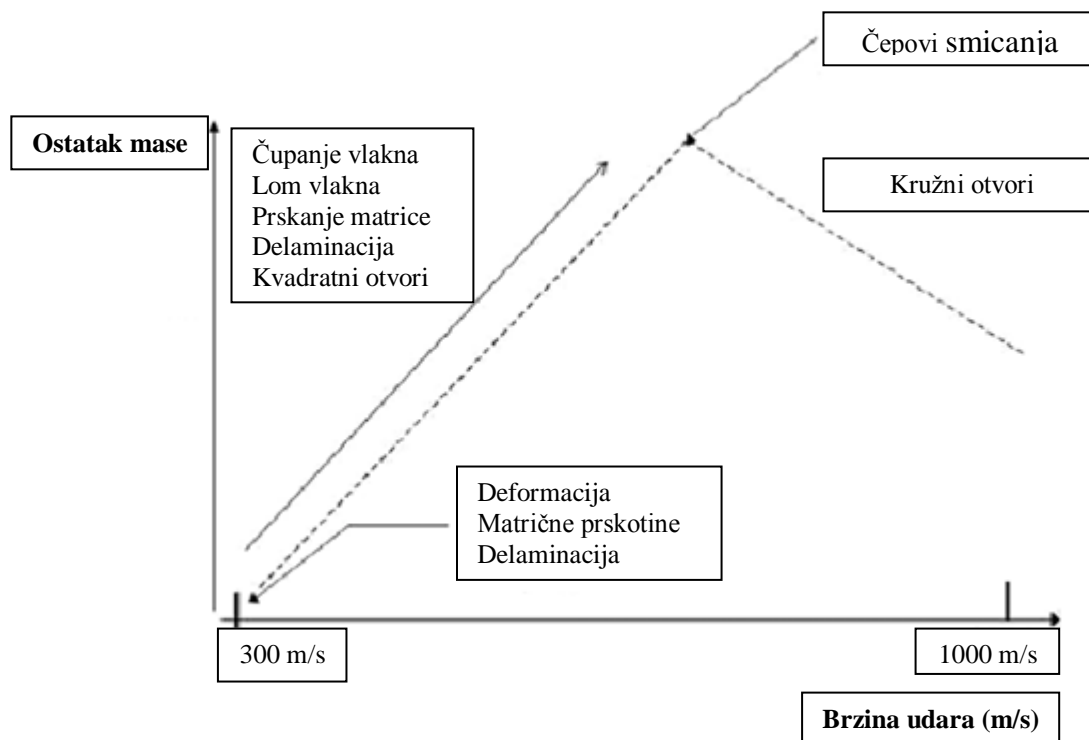 Čepovi smicanja
Ostatak mase
Čupanje vlakna
Lom vlakna
Prskanje matrice
Delaminacija
Kvadratni otvori
Kružni otvori
Deformacija
Matrične prskotine
Delaminacija
300 m/s
1000 m/s
Brzina udara (m/s)